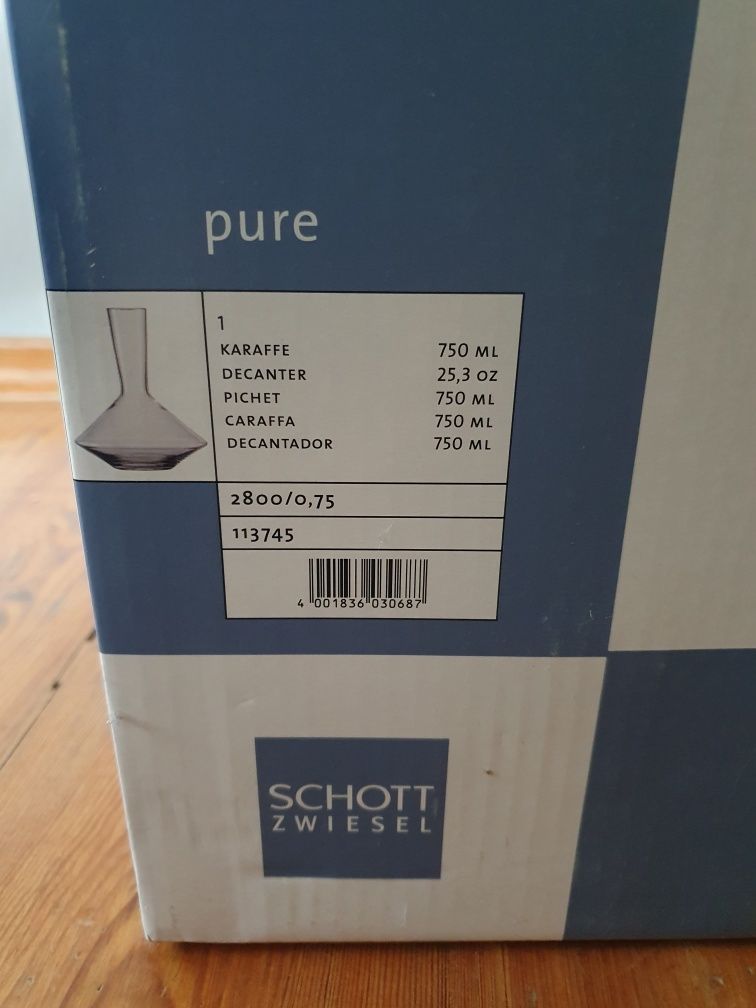 pure
1
KARAFFE 750 ML
DECANTER 25,3 OZ
PICHET 750 ML
CARAFFA 750 ML
DECANTADOR 750 ML
2800/0,75
113745
4 001836 030687
SCHOTT
ZWIESEL